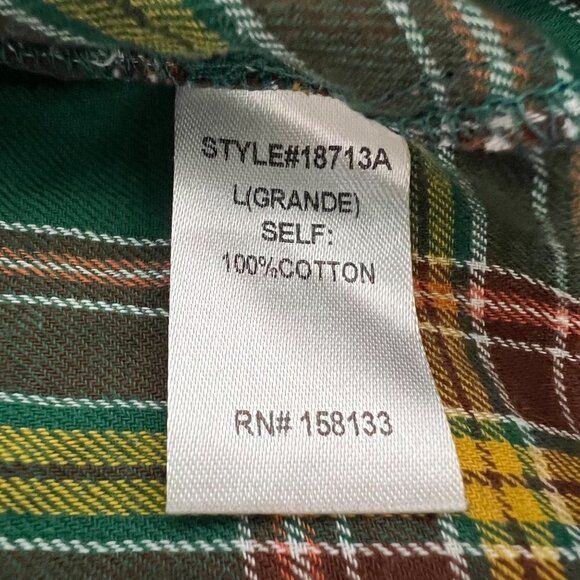 STYLE#18713A
L(GRANDE)
SELF:
100%COTTON
RN# 158133